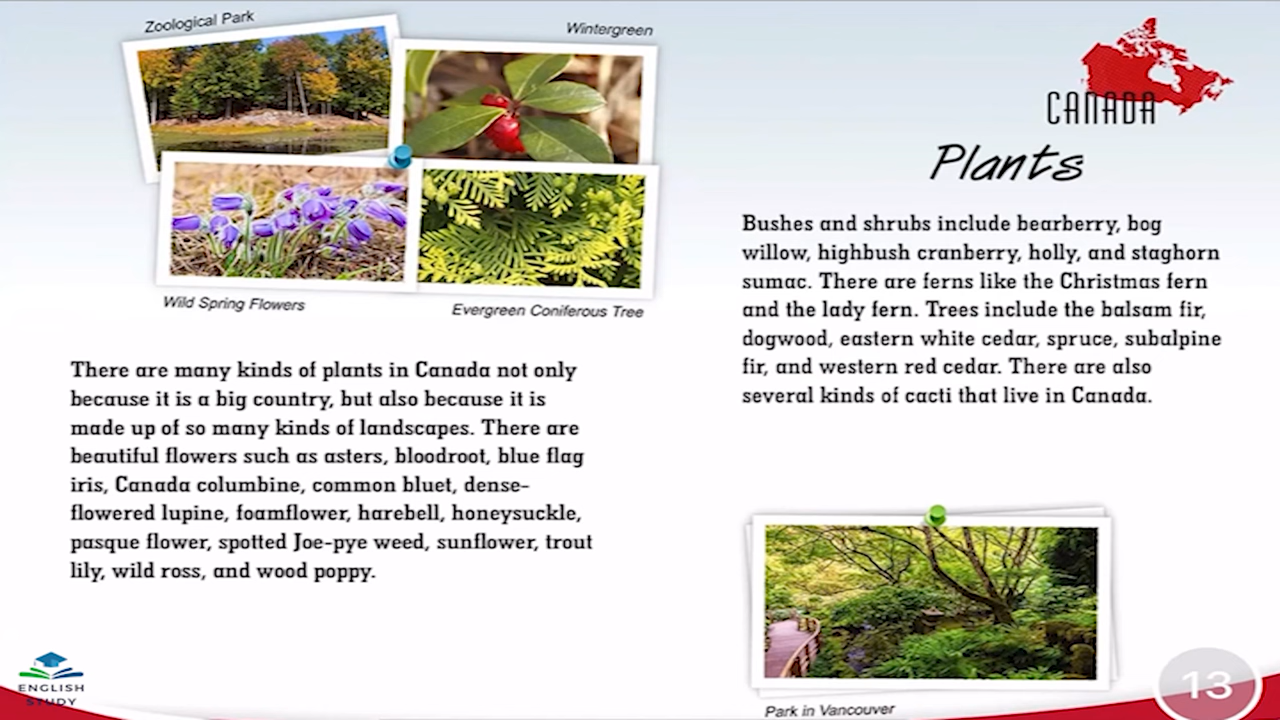 Zoological Park
Wintergreen
Wild Spring Flowers
Evergreen Coniferous Tree
There are many kinds of plants in Canada not only
because it is a big country, but also because it is
made up of so many kinds of landscapes. There are
beautiful flowers such as asters, bloodroot, blue flag
iris, Canada columbine, common bluet, dense-
flowered lupine, foamflower, harebell, honeysuckle,
pasque flower, spotted Joe-pye weed, sunflower, trout
lily, wild ross, and wood poppy.
ENGLISH
STUDY
CANADA
Plants
Bushes and shrubs include bearberry, bog
willow, highbush cranberry, holly, and staghorn
sumac. There are ferns like the Christmas fern
and the lady fern. Trees include the balsam fir,
dogwood, eastern white cedar, spruce, subalpine
fir, and western red cedar. There are also
several kinds of cacti that live in Canada.
Park in Vancouver
13